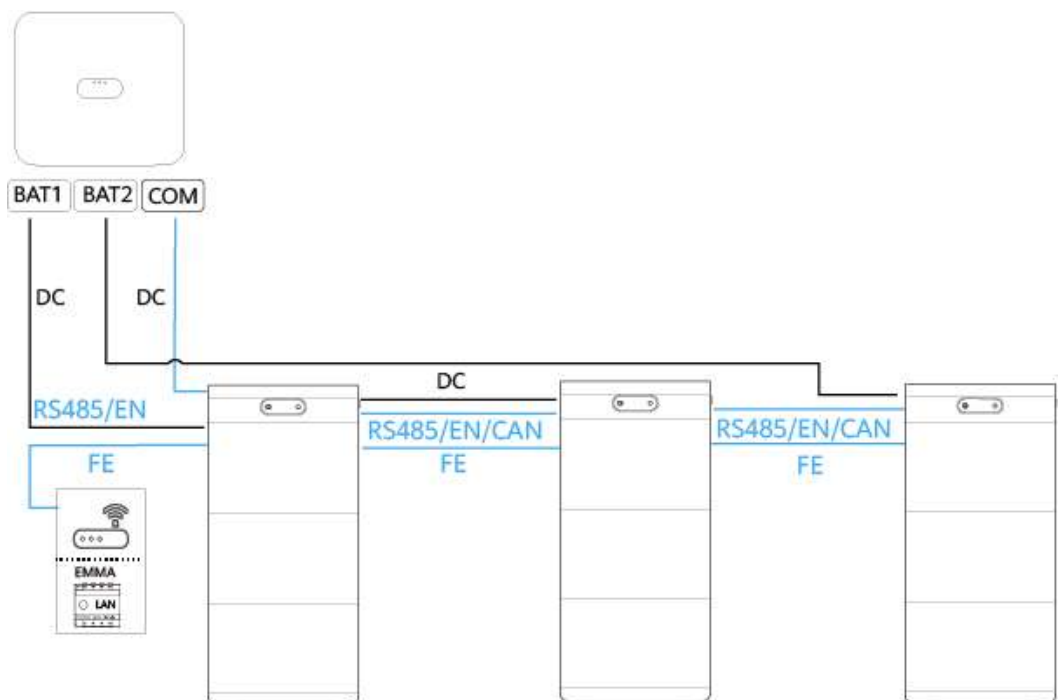 BAT1 BAT2 COM
DC DC
DC
RS485/EN
RS485/EN/CAN
RS485/EN/CAN
FE
FE
FE
EMMA
LAN